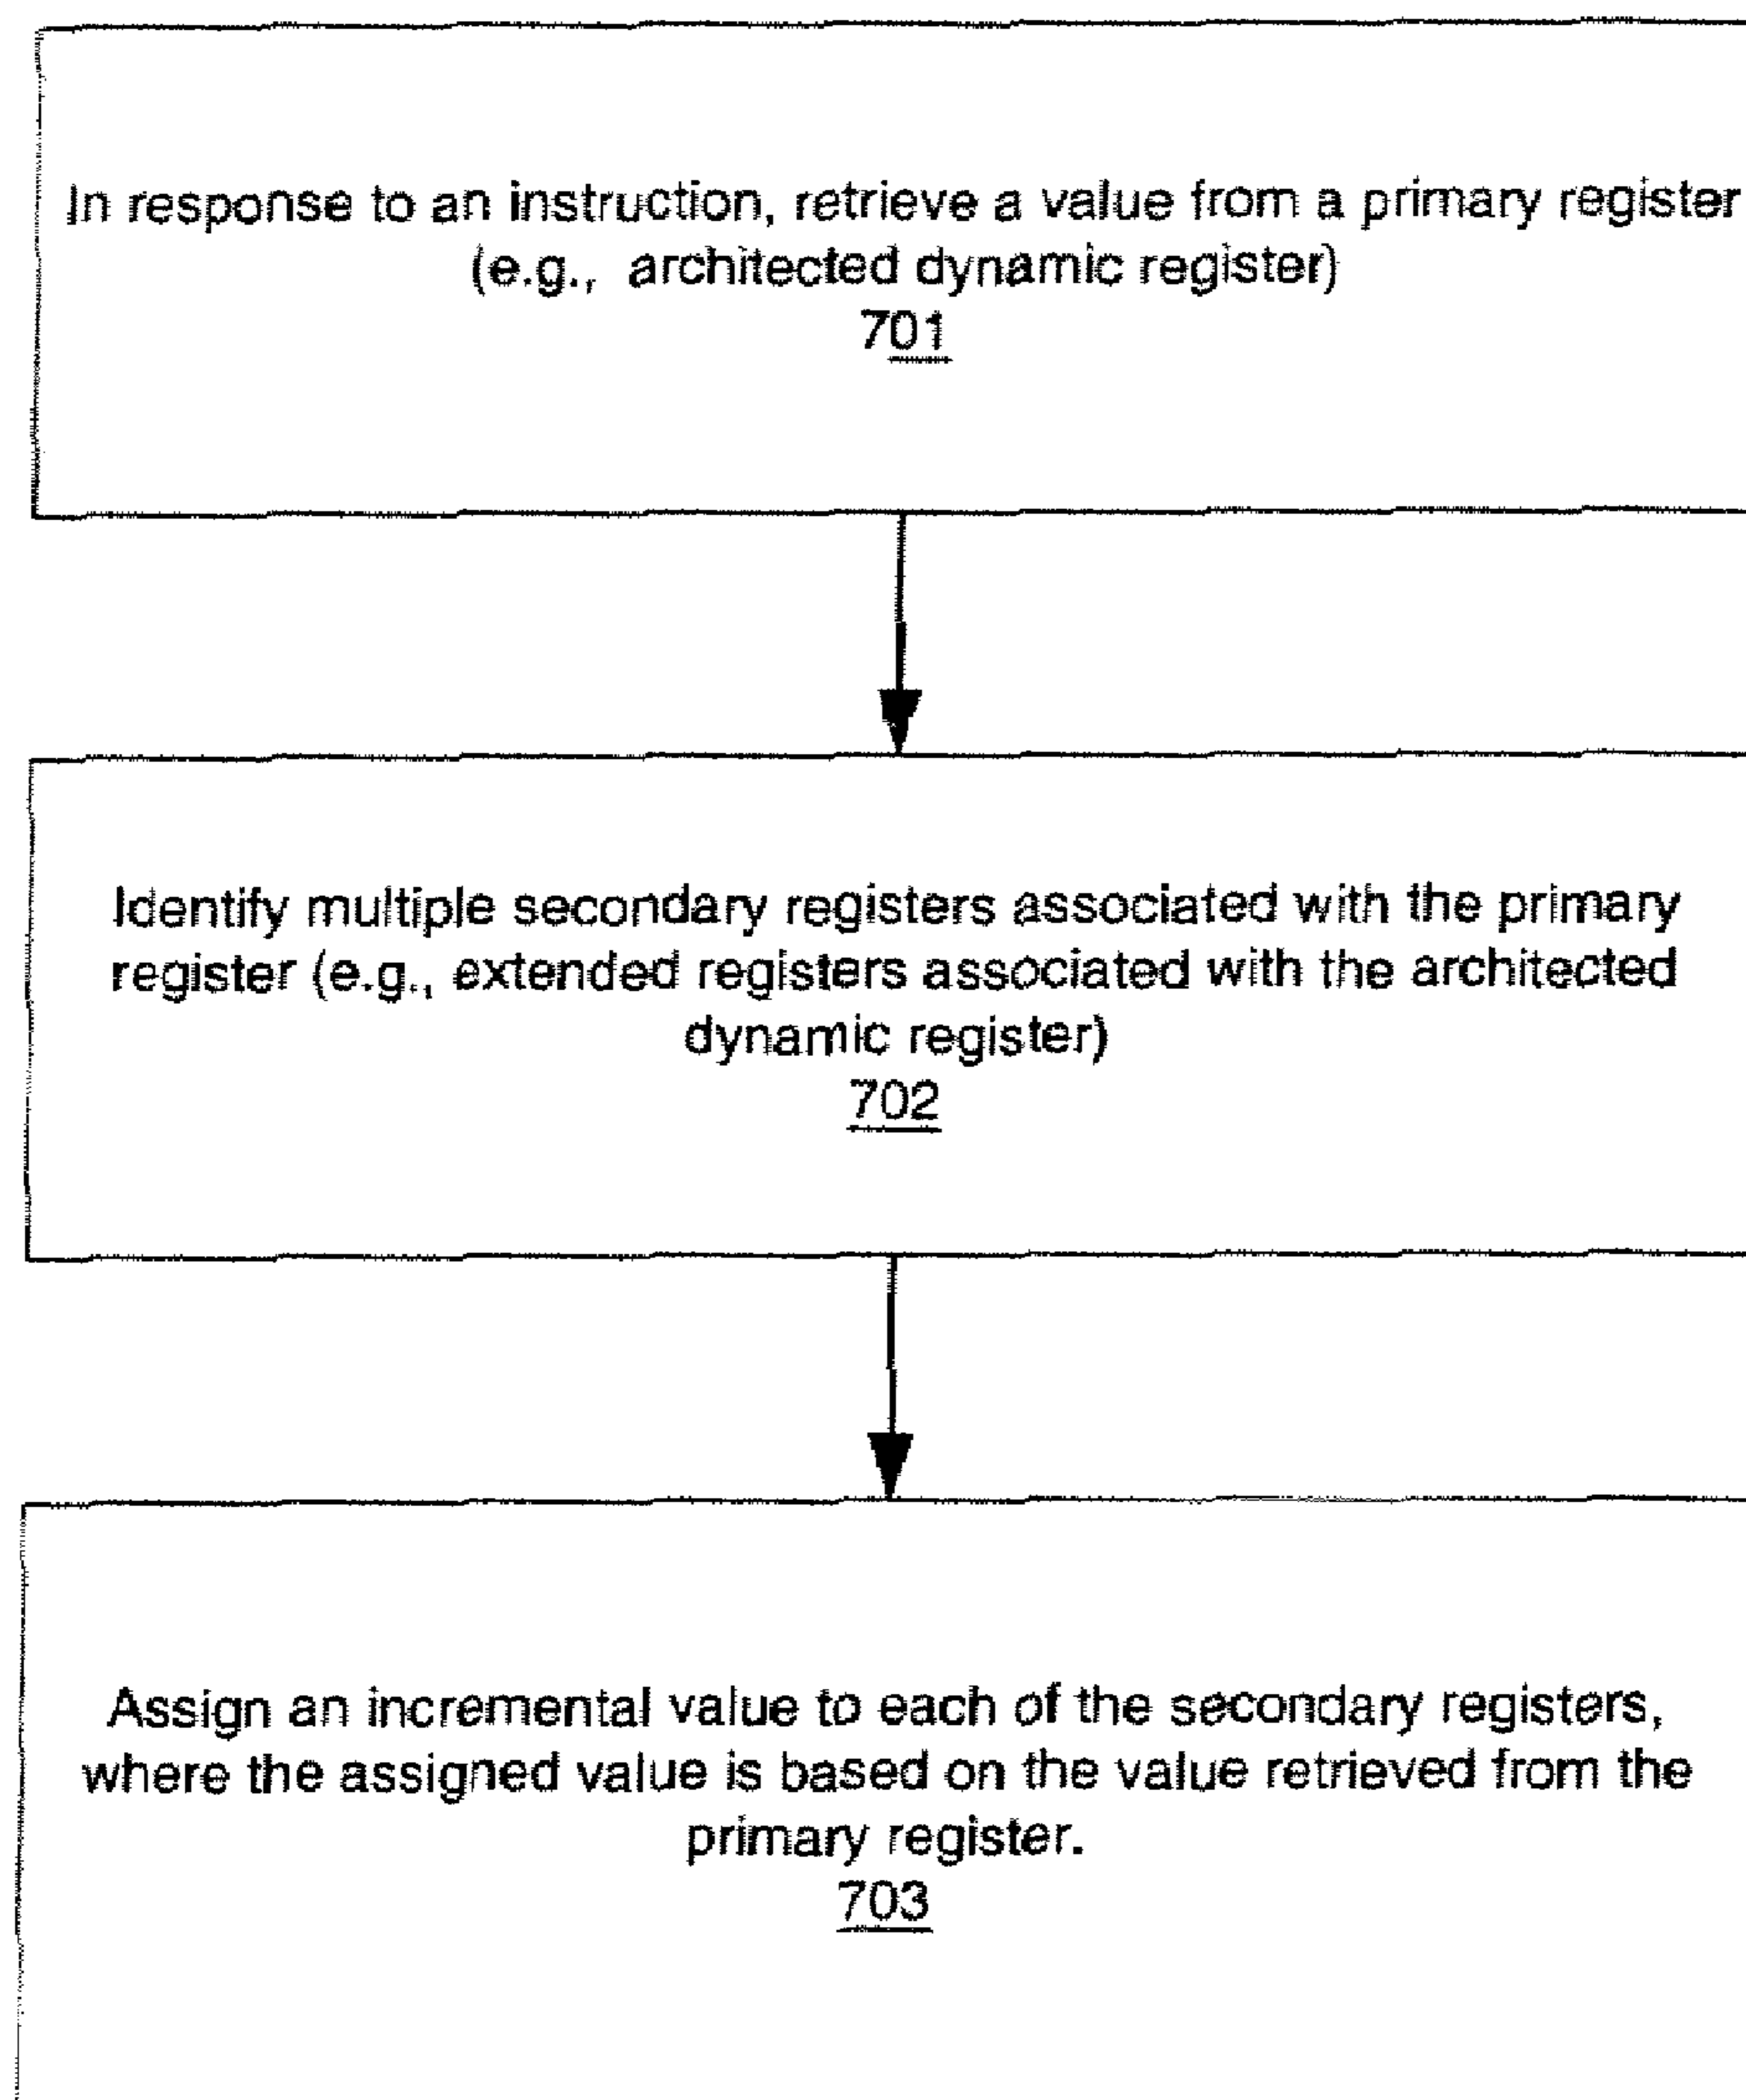 In response to an instruction, retrieve a value from a primary register
(e.g., architected dynamic register)
701
Identify multiple secondary registers associated with the primary
register (e.g., extended registers associated with the architected
dynamic register)
702
Assign an incremental value to each of the secondary registers,
where the assigned value is based on the value retrieved from the
primary register.
703